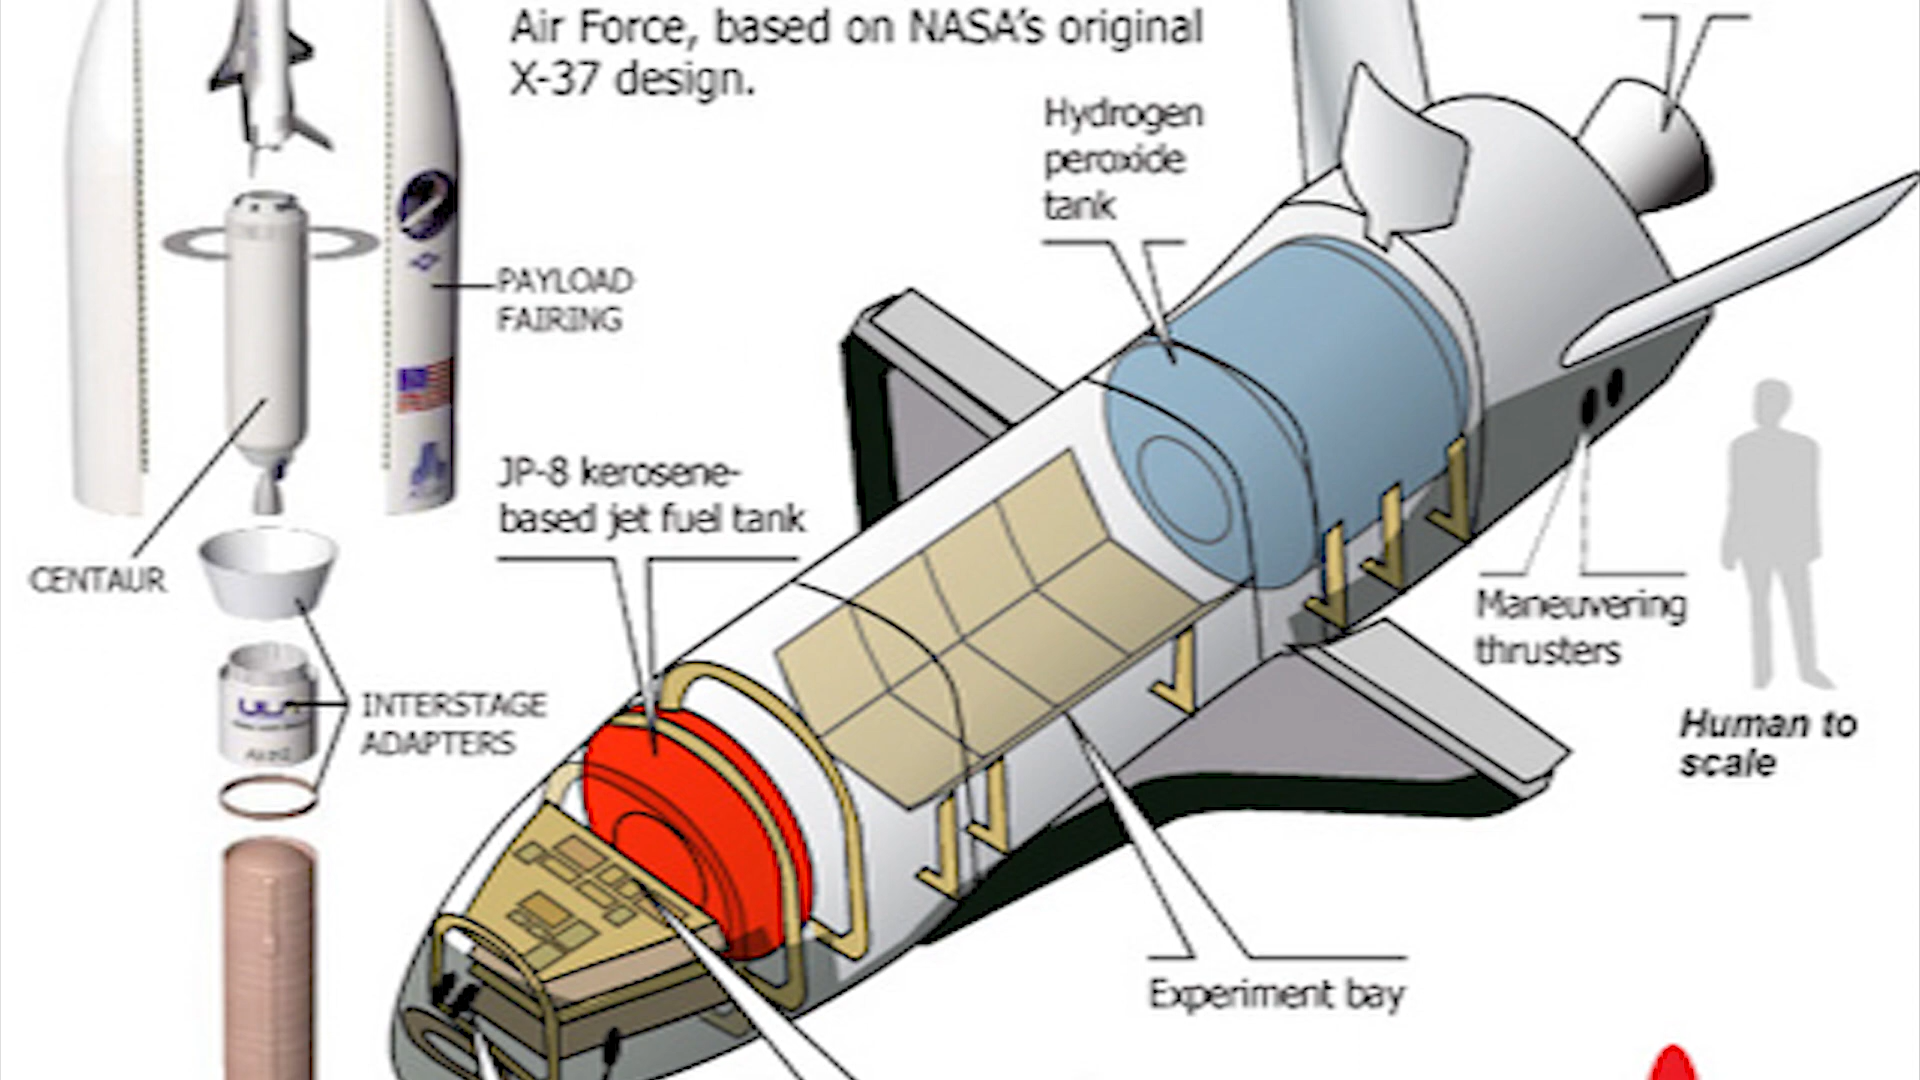 Air Force, based on NASA's original
X-37 design.
Hydrogen
peroxide
tank
PAYLOAD
FAIRING
JP-8 kerosene-
based jet fuel tank
CENTAUR
Maneuvering
thrusters
INTERSTAGE
ADAPTERS
ULA
Human to
scale
Experiment bay